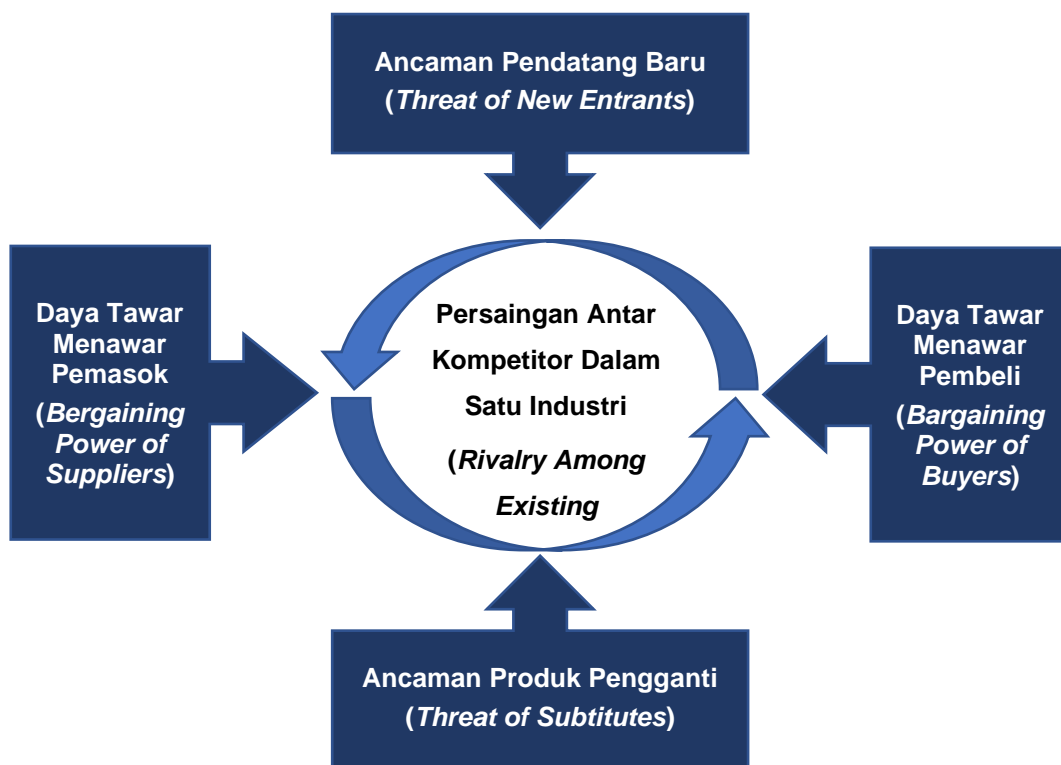 Ancaman Pendatang Baru
(Threat of New Entrants)
Daya Tawar
Menawar
Pemasok
(Bergaining
Power of
Suppliers)
Persaingan Antar
Kompetitor Dalam
Satu Industri
(Rivalry Among
Existing
Daya Tawar
Menawar
Pembeli
(Bargaining
Power of
Buyers)
Ancaman Produk Pengganti
(Threat of Subtitutes)